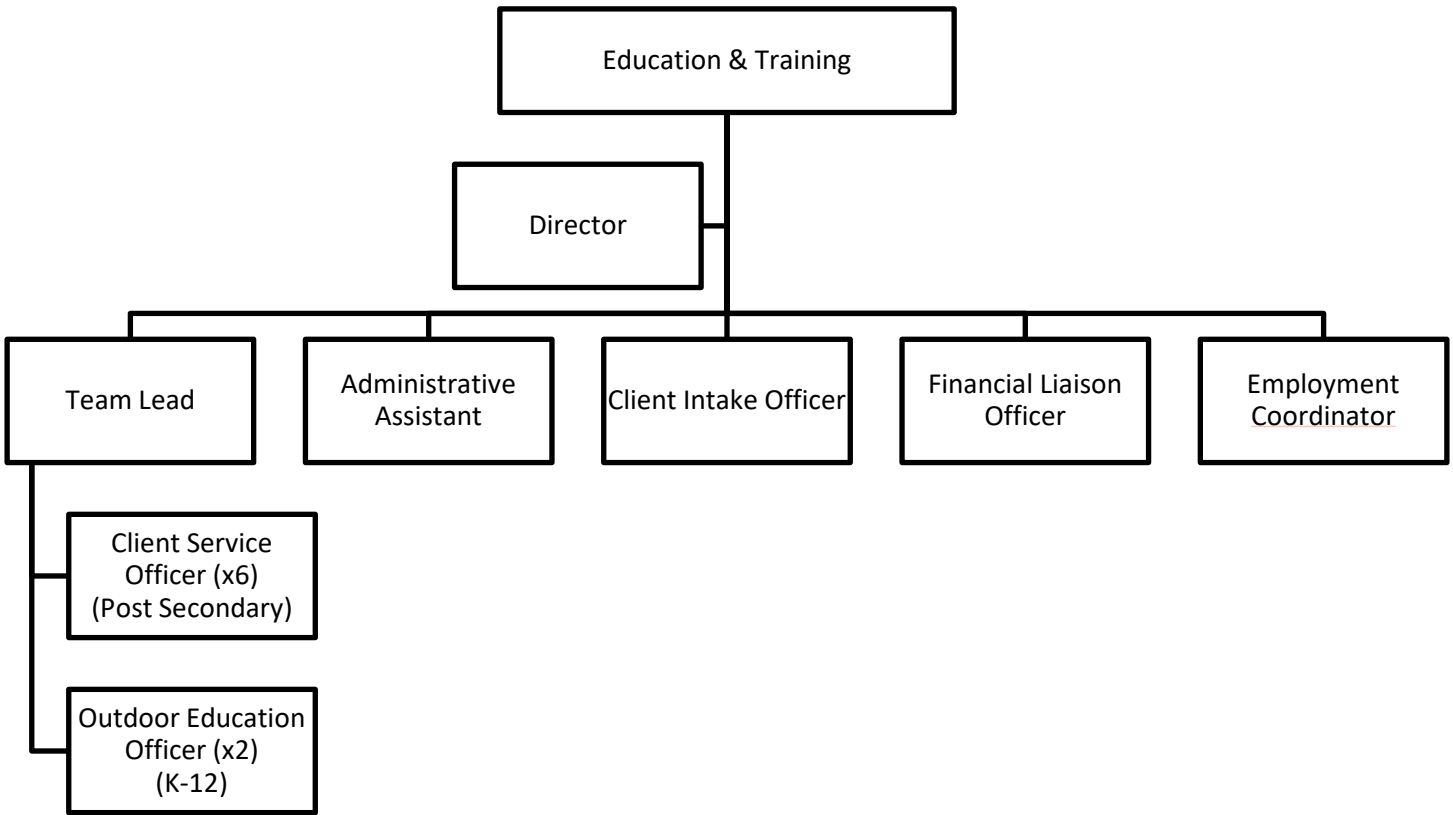 Education & Training
Director
Team Lead
Administrative
Assistant
Client Intake Officer
Financial Liaison
Officer
Employment
Coordinator
Client Service
Officer (x6)
(Post Secondary)
Outdoor Education
Officer (x2)
(K-12)